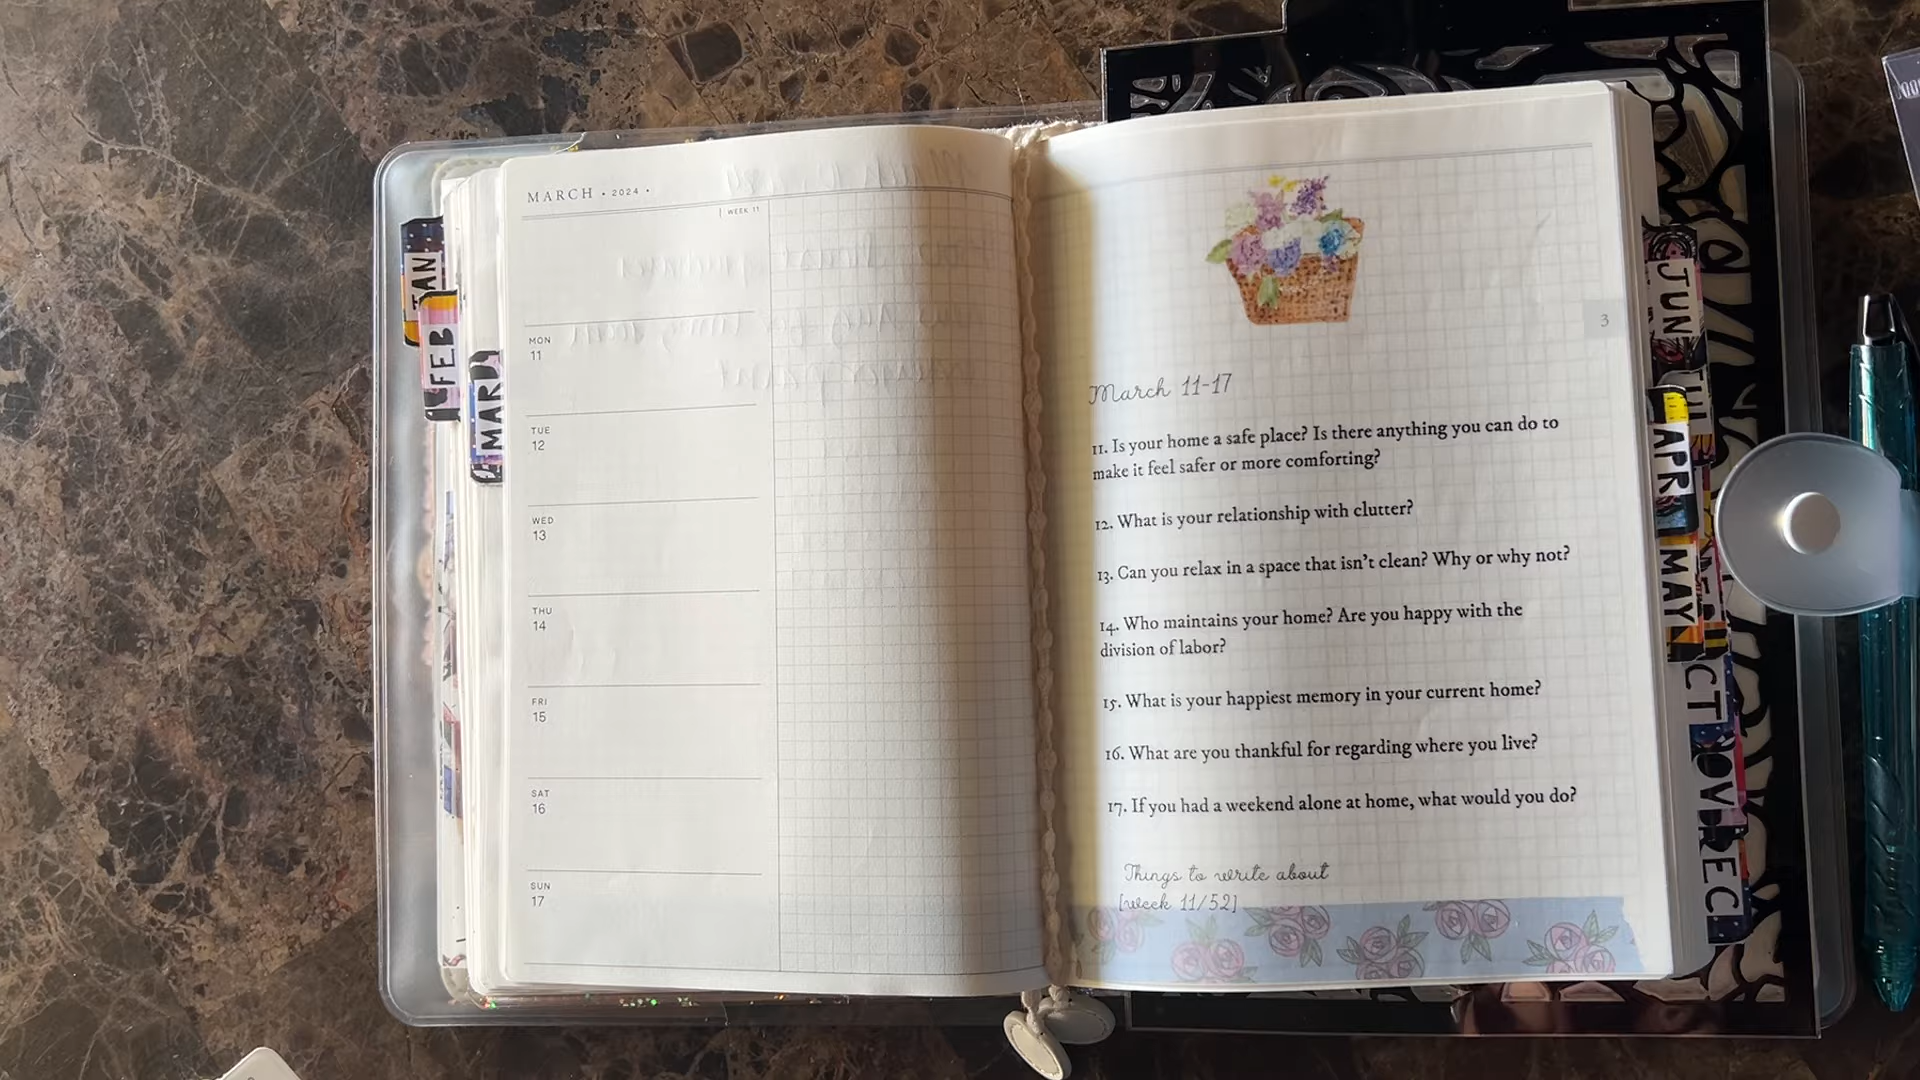 MARCH • 2024 •
WEEK 11
MON
11
TUE
12
WED
13
THU
14
FRI
15
SAT
16
SUN
17
JAN
FEB
MAR
3
March 11-17
11. Is your home a safe place? Is there anything you can do to
make it feel safer or more comforting?
12. What is your relationship with clutter?
13. Can you relax in a space that isn't clean? Why or why not?
14. Who maintains your home? Are you happy with the
division of labor?
15. What is your happiest memory in your current home?
16. What are you thankful for regarding where you live?
17. If you had a weekend alone at home, what would you do?
Things to write about
[week 11/52]
JUN
APR
MAY